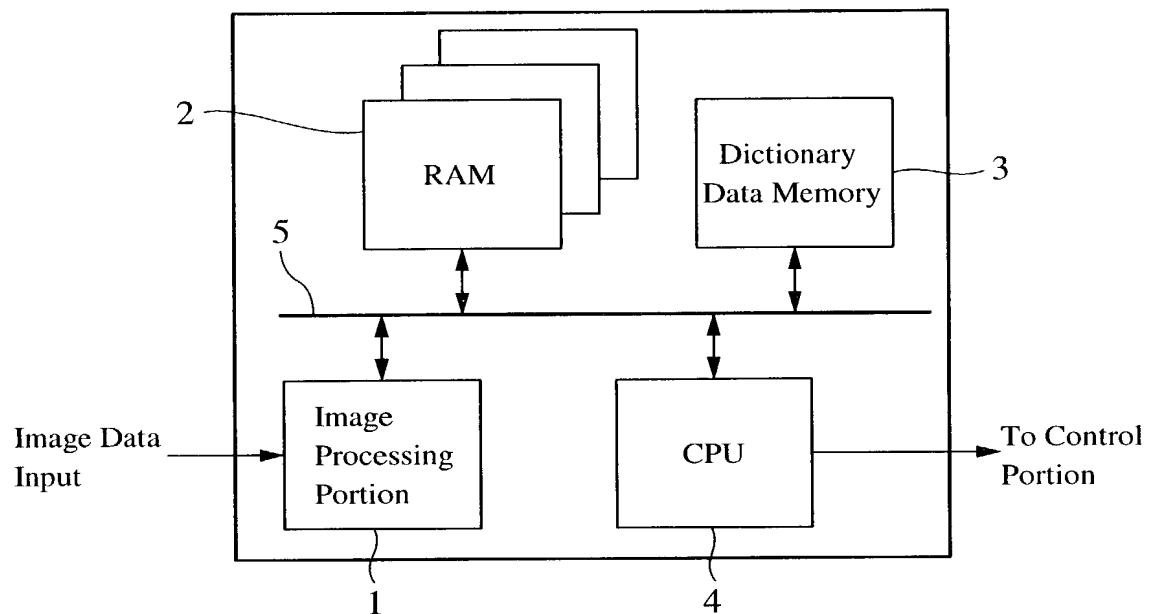 2
RAM
Dictionary
Data Memory
3
5
Image Data
Input
Image
Processing
Portion
CPU
To Control
Portion
1
4